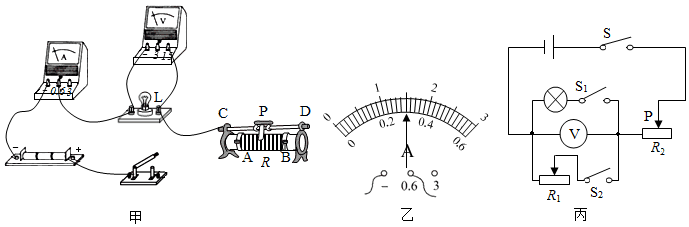 A
- 0.6 3
V
- 3 15
L
C P D
A R B
- +
甲
0 1 2 3
0 0.2 0.4 0.6
A
- 0.6 3
乙
S
S₁
V
P
R₂
R₁ S₂
丙